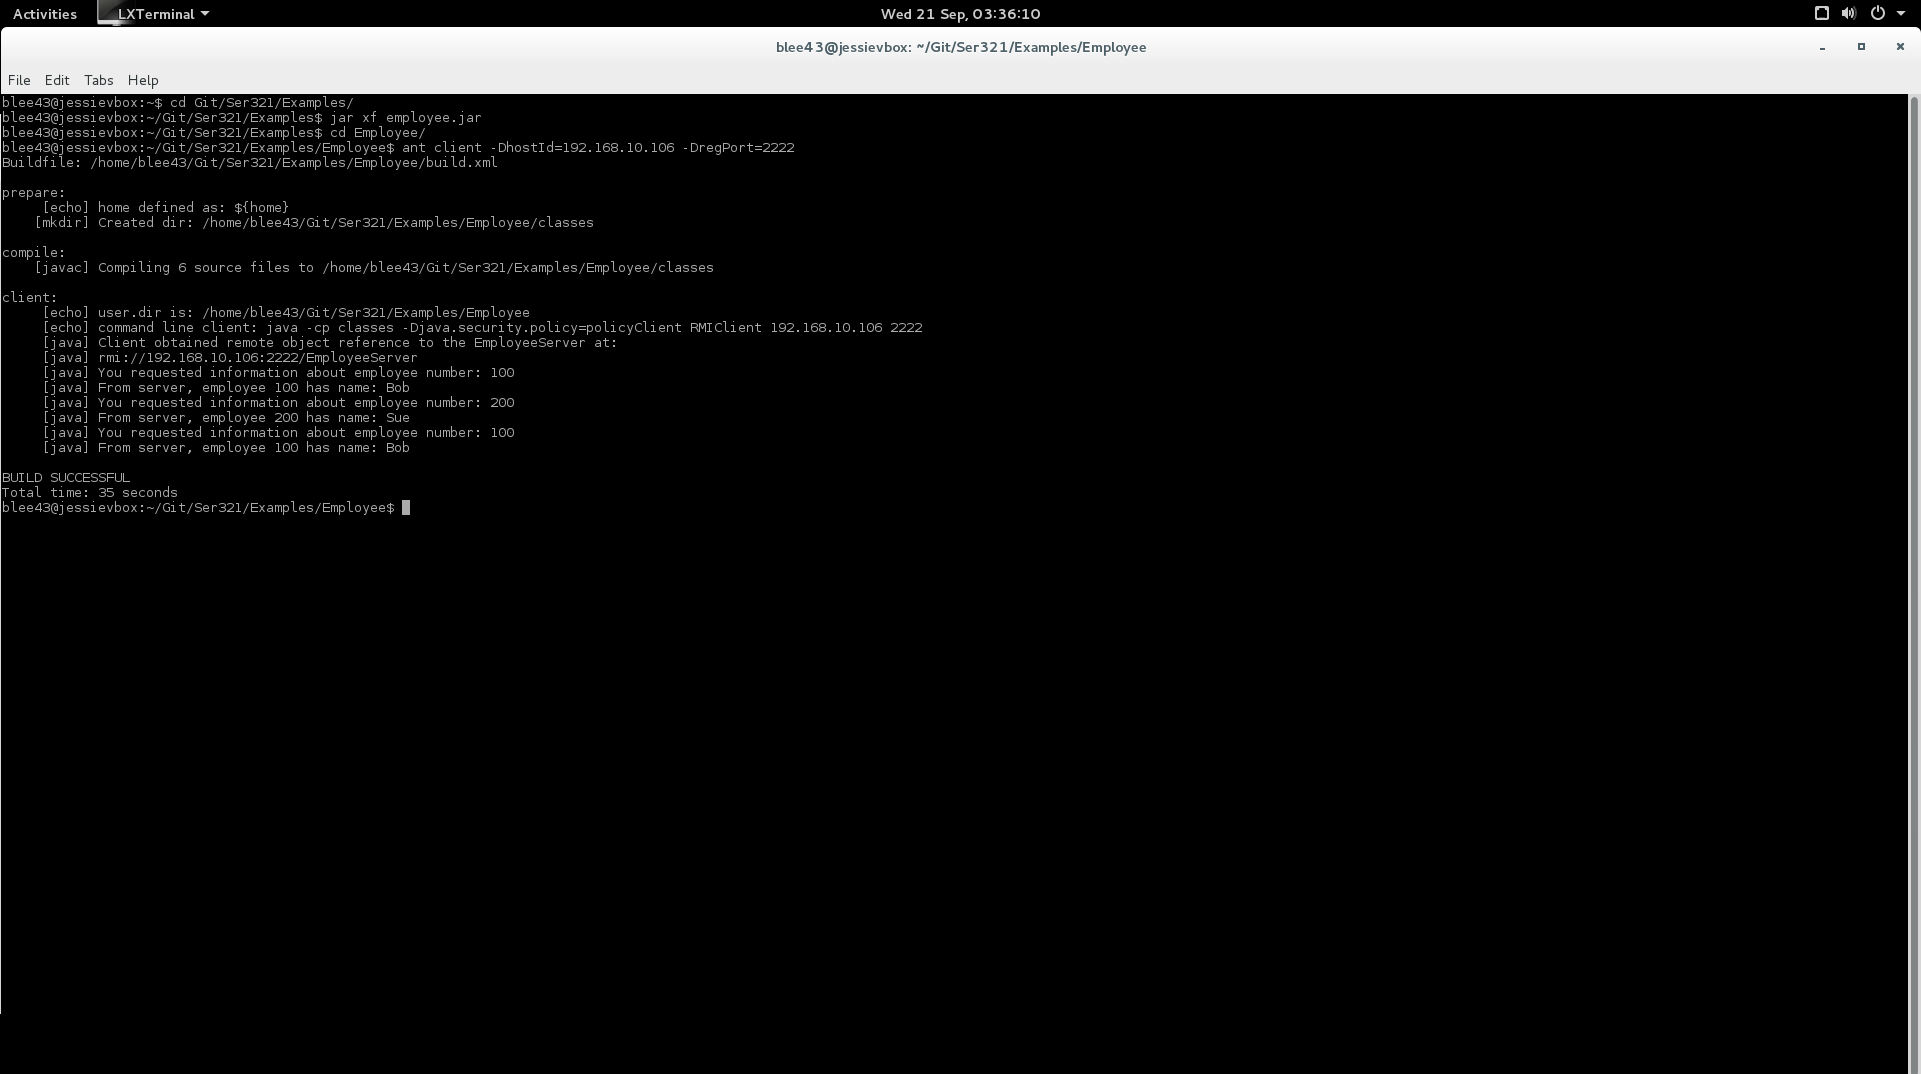 Activities LXTerminal Wed 21 Sep, 03:36:10
blee43@jessievbox: ~/Git/Ser321/Examples/Employee
File Edit Tabs Help
blee43@jessievbox:~$ cd Git/Ser321/Examples/
blee43@jessievbox:~/Git/Ser321/Examples$ jar xf employee.jar
blee43@jessievbox:~/Git/Ser321/Examples$ cd Employee/
blee43@jessievbox:~/Git/Ser321/Examples/Employee$ ant client -DhostId=192.168.10.106 -DregPort=2222
Buildfile: /home/blee43/Git/Ser321/Examples/Employee/build.xml
prepare:
[echo] home defined as: ${home}
[mkdir] Created dir: /home/blee43/Git/Ser321/Examples/Employee/classes
compile:
[javac] Compiling 6 source files to /home/blee43/Git/Ser321/Examples/Employee/classes
client:
[echo] user.dir is: /home/blee43/Git/Ser321/Examples/Employee
[echo] command line client: java -cp classes -Djava.security.policy=policyClient RMIClient 192.168.10.106 2222
[java] Client obtained remote object reference to the EmployeeServer at:
[java] rmi://192.168.10.106:2222/EmployeeServer
[java] You requested information about employee number: 100
[java] From server, employee 100 has name: Bob
[java] You requested information about employee number: 200
[java] From server, employee 200 has name: Sue
[java] You requested information about employee number: 100
[java] From server, employee 100 has name: Bob
BUILD SUCCESSFUL
Total time: 35 seconds
blee43@jessievbox:~/Git/Ser321/Examples/Employee$